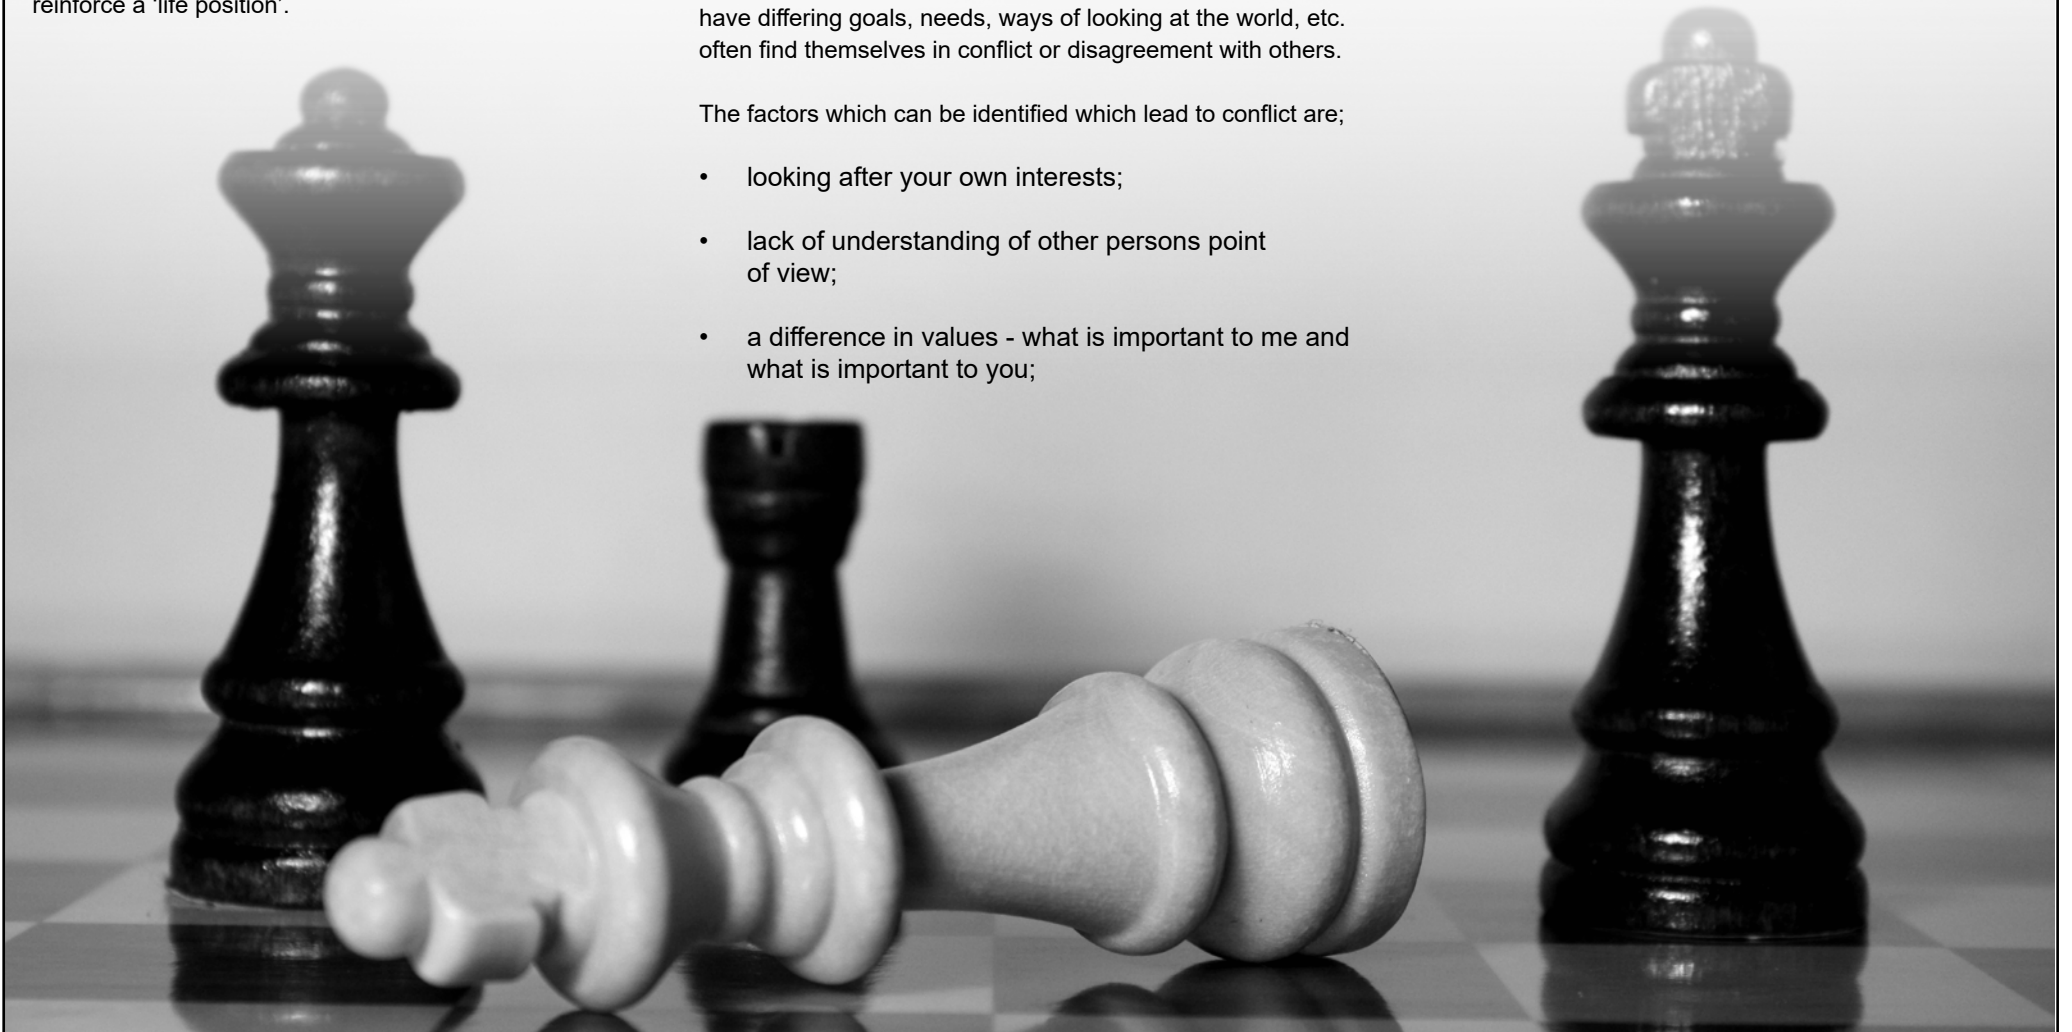 reinforce a ‘life position’.
have differing goals, needs, ways of looking at the world, etc.
often find themselves in conflict or disagreement with others.
The factors which can be identified which lead to conflict are;
• looking after your own interests;
• lack of understanding of other persons point
of view;
• a difference in values - what is important to me and
what is important to you;